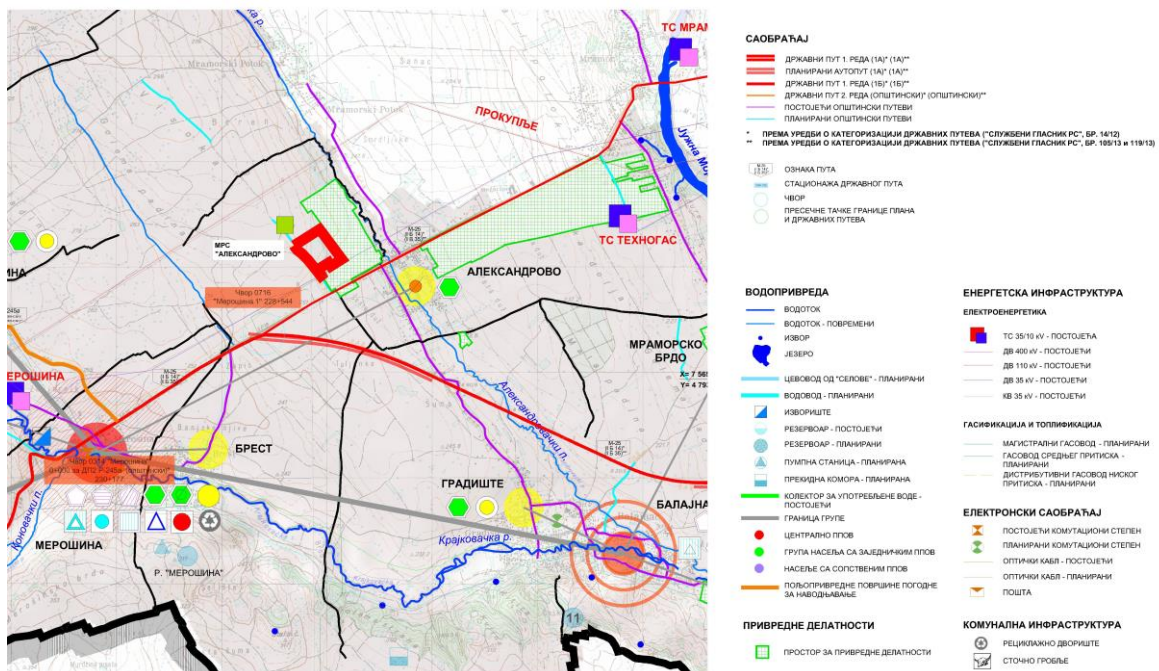 ТС МРАМ
ПРОКУПЉЕ
Mramorski Potok
Јужна Мо
МРС
"АЛЕКСАНДРОВО"
ТС ТЕХНОГАС
АЛЕКСАНДРОВО
Чвор 0716
"Мерошина 1" 228+544
МРАМОРСКО
БРДО
X= 7 56
Y= 4 79
МЕРОШИНА
Александровачки п.
БРЕСТ
ГРАДИШТЕ
БАЛАЈНА
Крајковачка р.
Коновачки п.
МЕРОШИНА
Р. "МЕРОШИНА"
11
САОБРАЋАЈ
ДРЖАВНИ ПУТ 1. РЕДА (1А)* (1А)**
ПЛАНИРАНИ АУТОПУТ (1А)* (1А)**
ДРЖАВНИ ПУТ 1. РЕДА (1Б)* (1Б)**
ДРЖАВНИ ПУТ 2. РЕДА (ОПШТИНСКИ)* (ОПШТИНСКИ)**
ПОСТОЈЕЋИ ОПШТИНСКИ ПУТЕВИ
ПЛАНИРАНИ ОПШТИНСКИ ПУТЕВИ
* ПРЕМА УРЕДБИ О КАТЕГОРИЗАЦИЈИ ДРЖАВНИХ ПУТЕВА ("СЛУЖБЕНИ ГЛАСНИК РС", БР. 14/12)
** ПРЕМА УРЕДБИ О КАТЕГОРИЗАЦИЈИ ДРЖАВНИХ ПУТЕВА ("СЛУЖБЕНИ ГЛАСНИК РС", БР. 105/13 и 119/13)
ОЗНАКА ПУТА
СТАЦИОНАЖА ДРЖАВНОГ ПУТА
ЧВОР
ПРЕСЕЧНЕ ТАЧКЕ ГРАНИЦЕ ПЛАНА
И ДРЖАВНИХ ПУТЕВА
ВОДОПРИВРЕДА
ВОДОТОК
ВОДОТОК - ПОВРЕМЕНИ
ИЗВОР
ЈЕЗЕРО
ЦЕВОВОД ОД "СЕЛОВЕ" - ПЛАНИРАНИ
ВОДОВОД - ПЛАНИРАНИ
ИЗВОРИШТЕ
РЕЗЕРВОАР - ПОСТОЈЕЋИ
РЕЗЕРВОАР - ПЛАНИРАНИ
ПУМПНА СТАНИЦА - ПЛАНИРАНА
ПРЕКИДНА КОМОРА - ПЛАНИРАНА
КОЛЕКТОР ЗА УПОТРЕБЉЕНЕ ВОДЕ -
ПОСТОЈЕЋИ
ГРАНИЦА ГРУПЕ
ЦЕНТРАЛНО ППОВ
ГРУПА НАСЕЉА СА ЗАЈЕДНИЧКИМ ППОВ
НАСЕЉЕ СА СОПСТВЕНИМ ППОВ
ПОЉОПРИВРЕДНЕ ПОВРШИНЕ ПОГОДНЕ
ЗА НАВОДЊАВАЊЕ
ПРИВРЕДНЕ ДЕЛАТНОСТИ
ПРОСТОР ЗА ПРИВРЕДНЕ ДЕЛАТНОСТИ
ЕНЕРГЕТСКА ИНФРАСТРУКТУРА
ЕЛЕКТРОЕНЕРГЕТИКА
ТС 35/10 kV - ПОСТОЈЕЋА
ДВ 400 kV - ПОСТОЈЕЋИ
ДВ 110 kV - ПОСТОЈЕЋИ
ДВ 35 kV - ПОСТОЈЕЋИ
КВ 35 kV - ПОСТОЈЕЋИ
ГАСИФИКАЦИЈА И ТОПЛИФИКАЦИЈА
МАГИСТРАЛНИ ГАСОВОД - ПЛАНИРАНИ
ГАСОВОД СРЕДЊЕГ ПРИТИСКА -
ПЛАНИРАНИ
ДИСТРИБУТИВНИ ГАСОВОД НИСКОГ
ПРИТИСКА - ПЛАНИРАНИ
ЕЛЕКТРОНСКИ САОБРАЋАЈ
ПОСТОЈЕЋИ КОМУТАЦИОНИ СТЕПЕН
ПЛАНИРАНИ КОМУТАЦИОНИ СТЕПЕН
ОПТИЧКИ КАБЛ - ПОСТОЈЕЋИ
ОПТИЧКИ КАБЛ - ПЛАНИРАНИ
ПОШТА
КОМУНАЛНА ИНФРАСТРУКТУРА
РЕЦИКЛАЖНО ДВОРИШТЕ
СТОЧНО ГРОБЉЕ